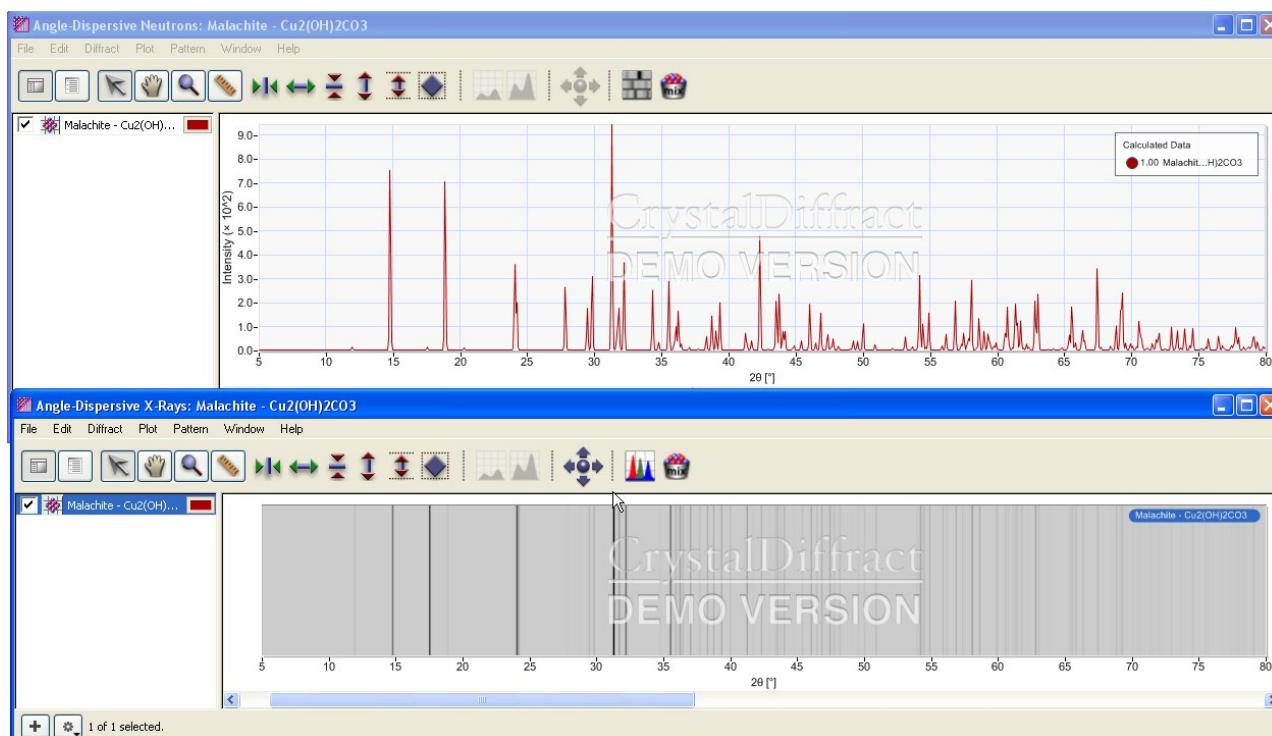 Angle-Dispersive Neutrons: Malachite - Cu2(OH)2CO3
File Edit Diffract Plot Pattern Window Help
mix
Malachite - Cu2(OH)...
Calculated Data
1.00 Malachit...H)2CO3
CrystalDiffract
DEMO VERSION
Intensity (× 10^2)
9.0
8.0
7.0
6.0
5.0
4.0
3.0
2.0
1.0
0.0
5 10 15 20 25 30 35 40 45 50 55 60 65 70 75 80
2θ [°]
Angle-Dispersive X-Rays: Malachite - Cu2(OH)2CO3
File Edit Diffract Plot Pattern Window Help
mix
Malachite - Cu2(OH)...
Malachite - Cu2(OH)2CO3
CrystalDiffract
DEMO VERSION
5 10 15 20 25 30 35 40 45 50 55 60 65 70 75 80
2θ [°]
1 of 1 selected.